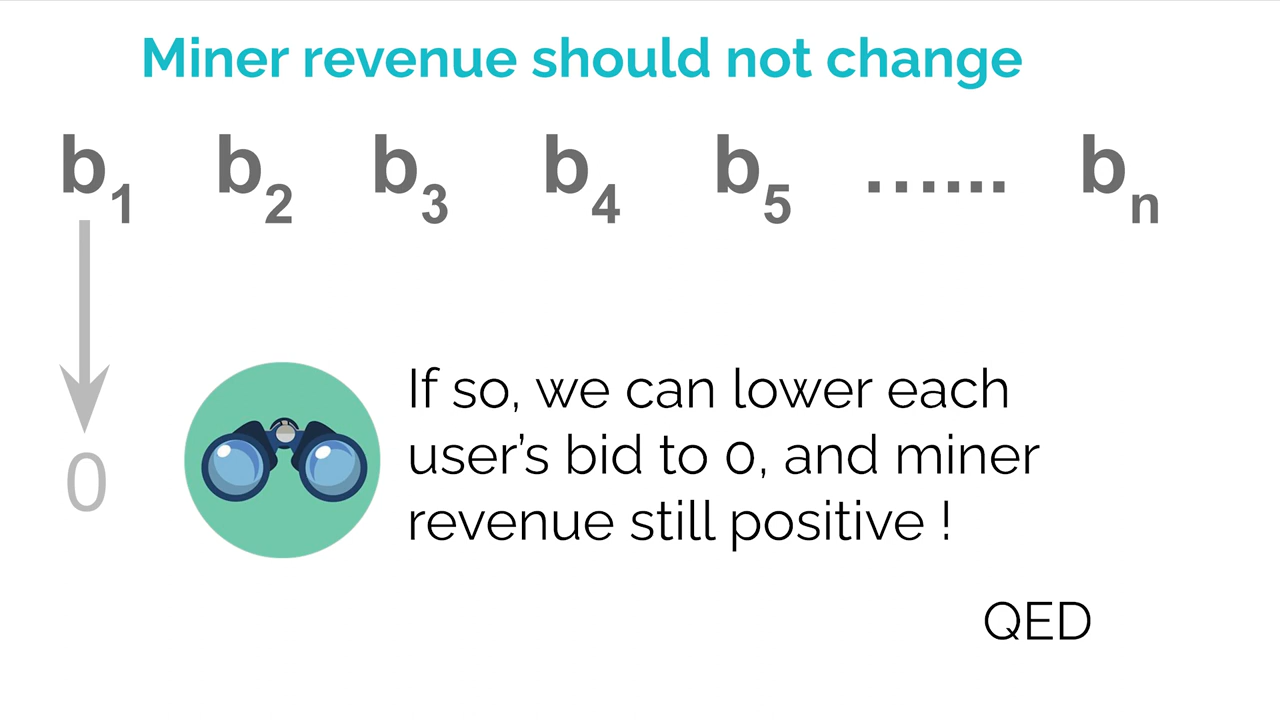 Miner revenue should not change
b1 b2 b3 b4 b5 …... bn
0
If so, we can lower each
user’s bid to 0, and miner
revenue still positive !
QED